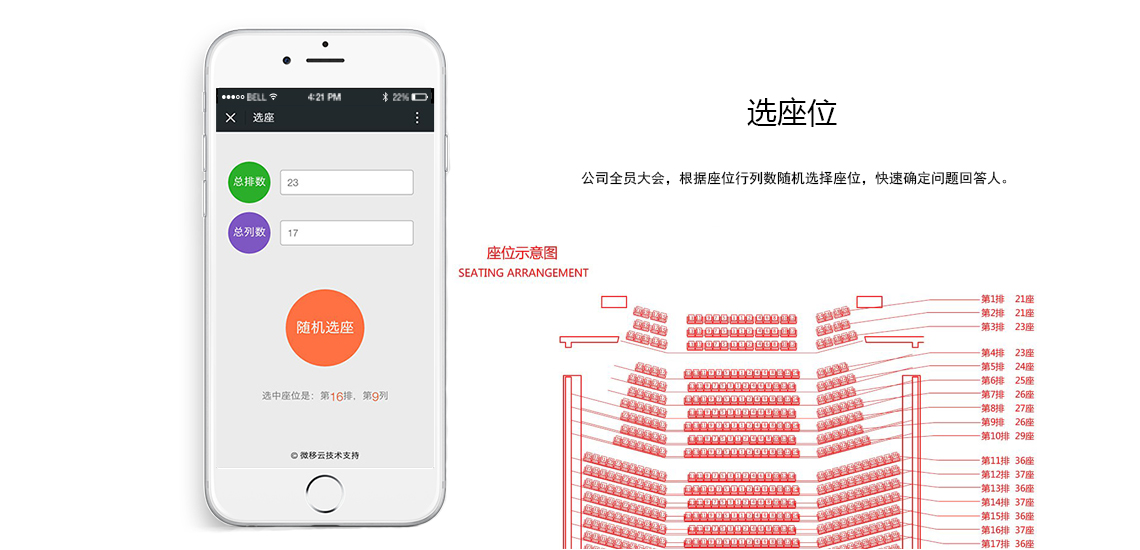 BELL 4:21 PM 22%
选座
总排数 23
总列数 17
随机选座
选中座位是：第16排，第9列
© 微移云技术支持
选座位
公司全员大会，根据座位行列数随机选择座位，快速确定问题回答人。
座位示意图
SEATING ARRANGEMENT
第1排 21座
第2排 21座
第3排 23座
第4排 23座
第5排 24座
第6排 25座
第7排 26座
第8排 27座
第9排 26座
第10排 29座
第11排 36座
第12排 37座
第13排 36座
第14排 37座
第15排 36座
第16排 37座
第17排 36座